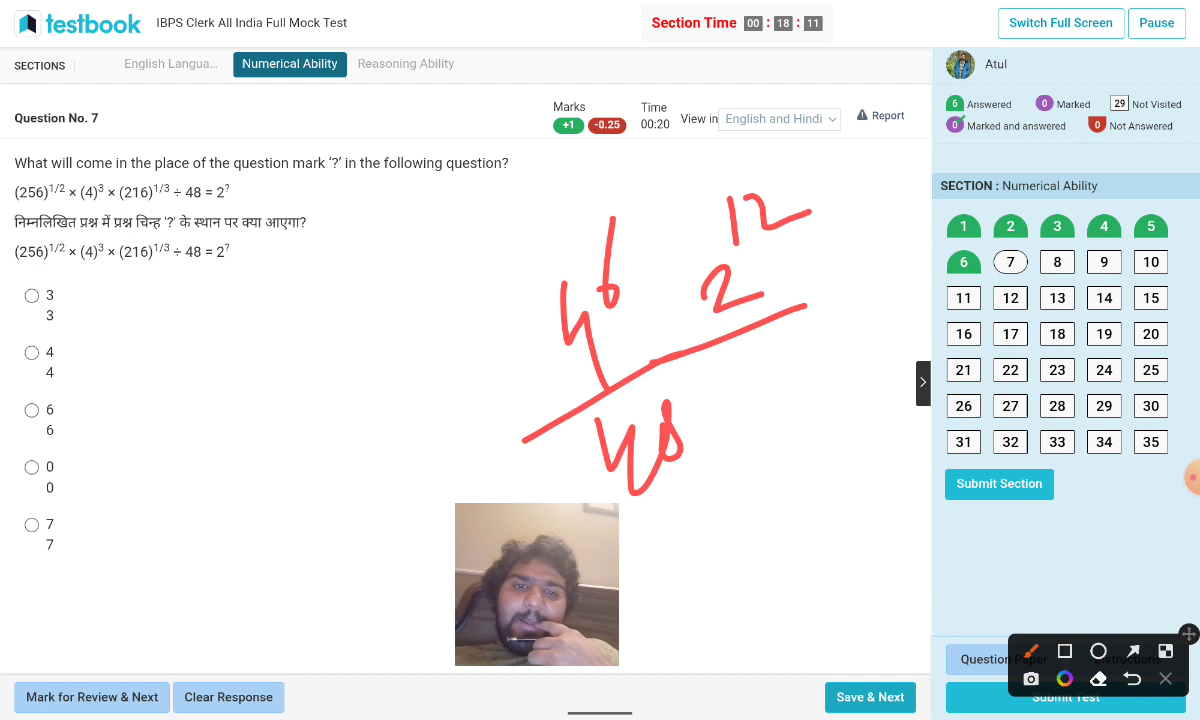 testbook
IBPS Clerk All India Full Mock Test
Section Time 00 : 18 : 11
Switch Full Screen
Pause
SECTIONS
English Langua...
Numerical Ability
Reasoning Ability
Atul
6 Answered
0 Marked
29 Not Visited
0 Marked and answered
0 Not Answered
Question No. 7
Marks
+1 -0.25
Time
00:20
View in English and Hindi
Report
What will come in the place of the question mark ‘?’ in the following question?
(256)^1/2 × (4)^3 × (216)^1/3 ÷ 48 = 2^?
निम्नलिखित प्रश्न में प्रश्न चिन्ह '?' के स्थान पर क्या आएगा?
(256)^1/2 × (4)^3 × (216)^1/3 ÷ 48 = 2^?
3
3
4
4
6
6
0
0
7
7
4^6
2^12
48
SECTION : Numerical Ability
1 2 3 4 5
6 7 8 9 10
11 12 13 14 15
16 17 18 19 20
21 22 23 24 25
26 27 28 29 30
31 32 33 34 35
Submit Section
Question Paper
Instructions
Submit Test
Mark for Review & Next
Clear Response
Save & Next